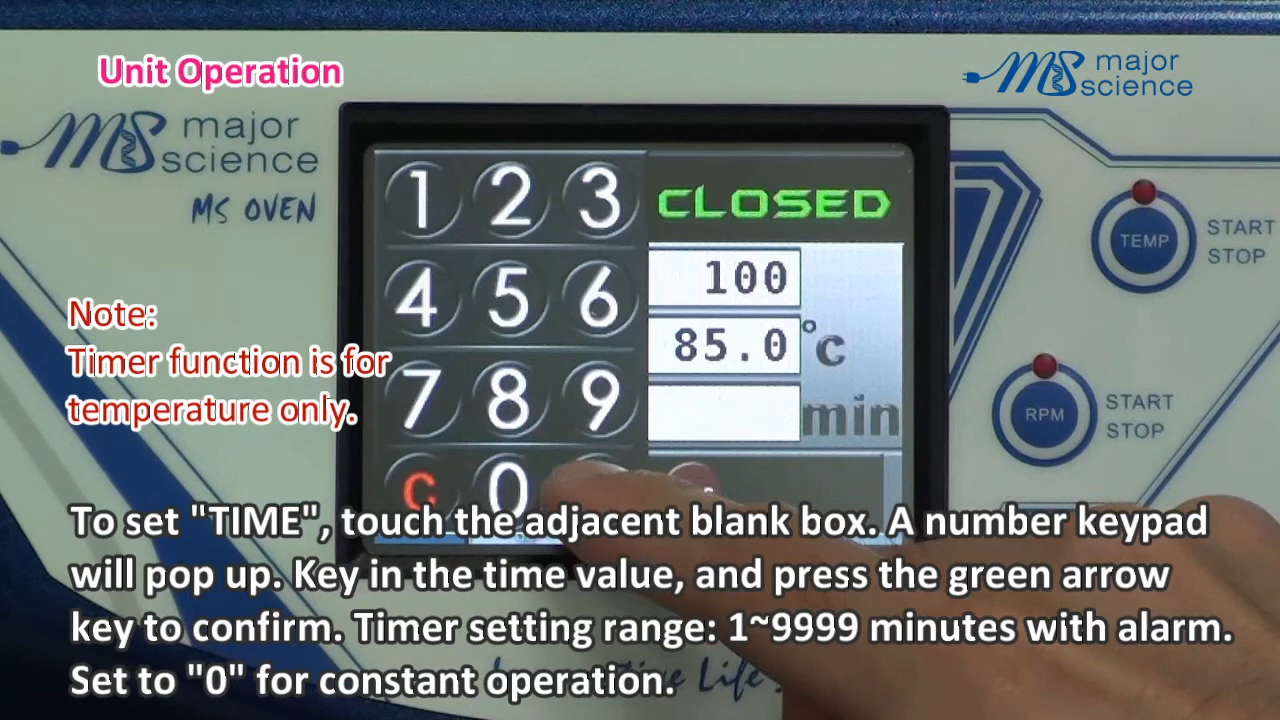 Unit Operation
major
science
major
science
MS OVEN
1 2 3
CLOSED
4 5 6
100
7 8 9
85.0 °C
min
C 0
TEMP
START
STOP
RPM
START
STOP
Note:
Timer function is for
temperature only.
To set "TIME", touch the adjacent blank box. A number keypad
will pop up. Key in the time value, and press the green arrow
key to confirm. Timer setting range: 1~9999 minutes with alarm.
Set to "0" for constant operation.
Life